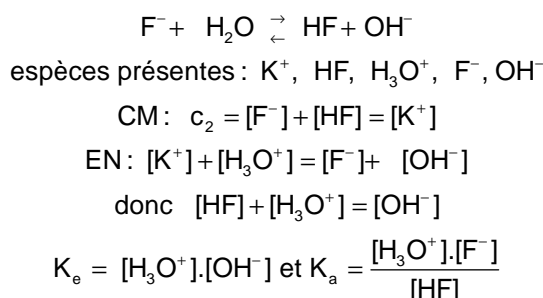 F⁻ + H₂O ⇄ HF + OH⁻
espèces présentes : K⁺, HF, H₃O⁺, F⁻, OH⁻
CM : c₂ = [F⁻] + [HF] = [K⁺]
EN : [K⁺] + [H₃O⁺] = [F⁻] + [OH⁻]
donc [HF] + [H₃O⁺] = [OH⁻]
Kₑ = [H₃O⁺].[OH⁻] et Kₐ = [H₃O⁺].[F⁻] / [HF]